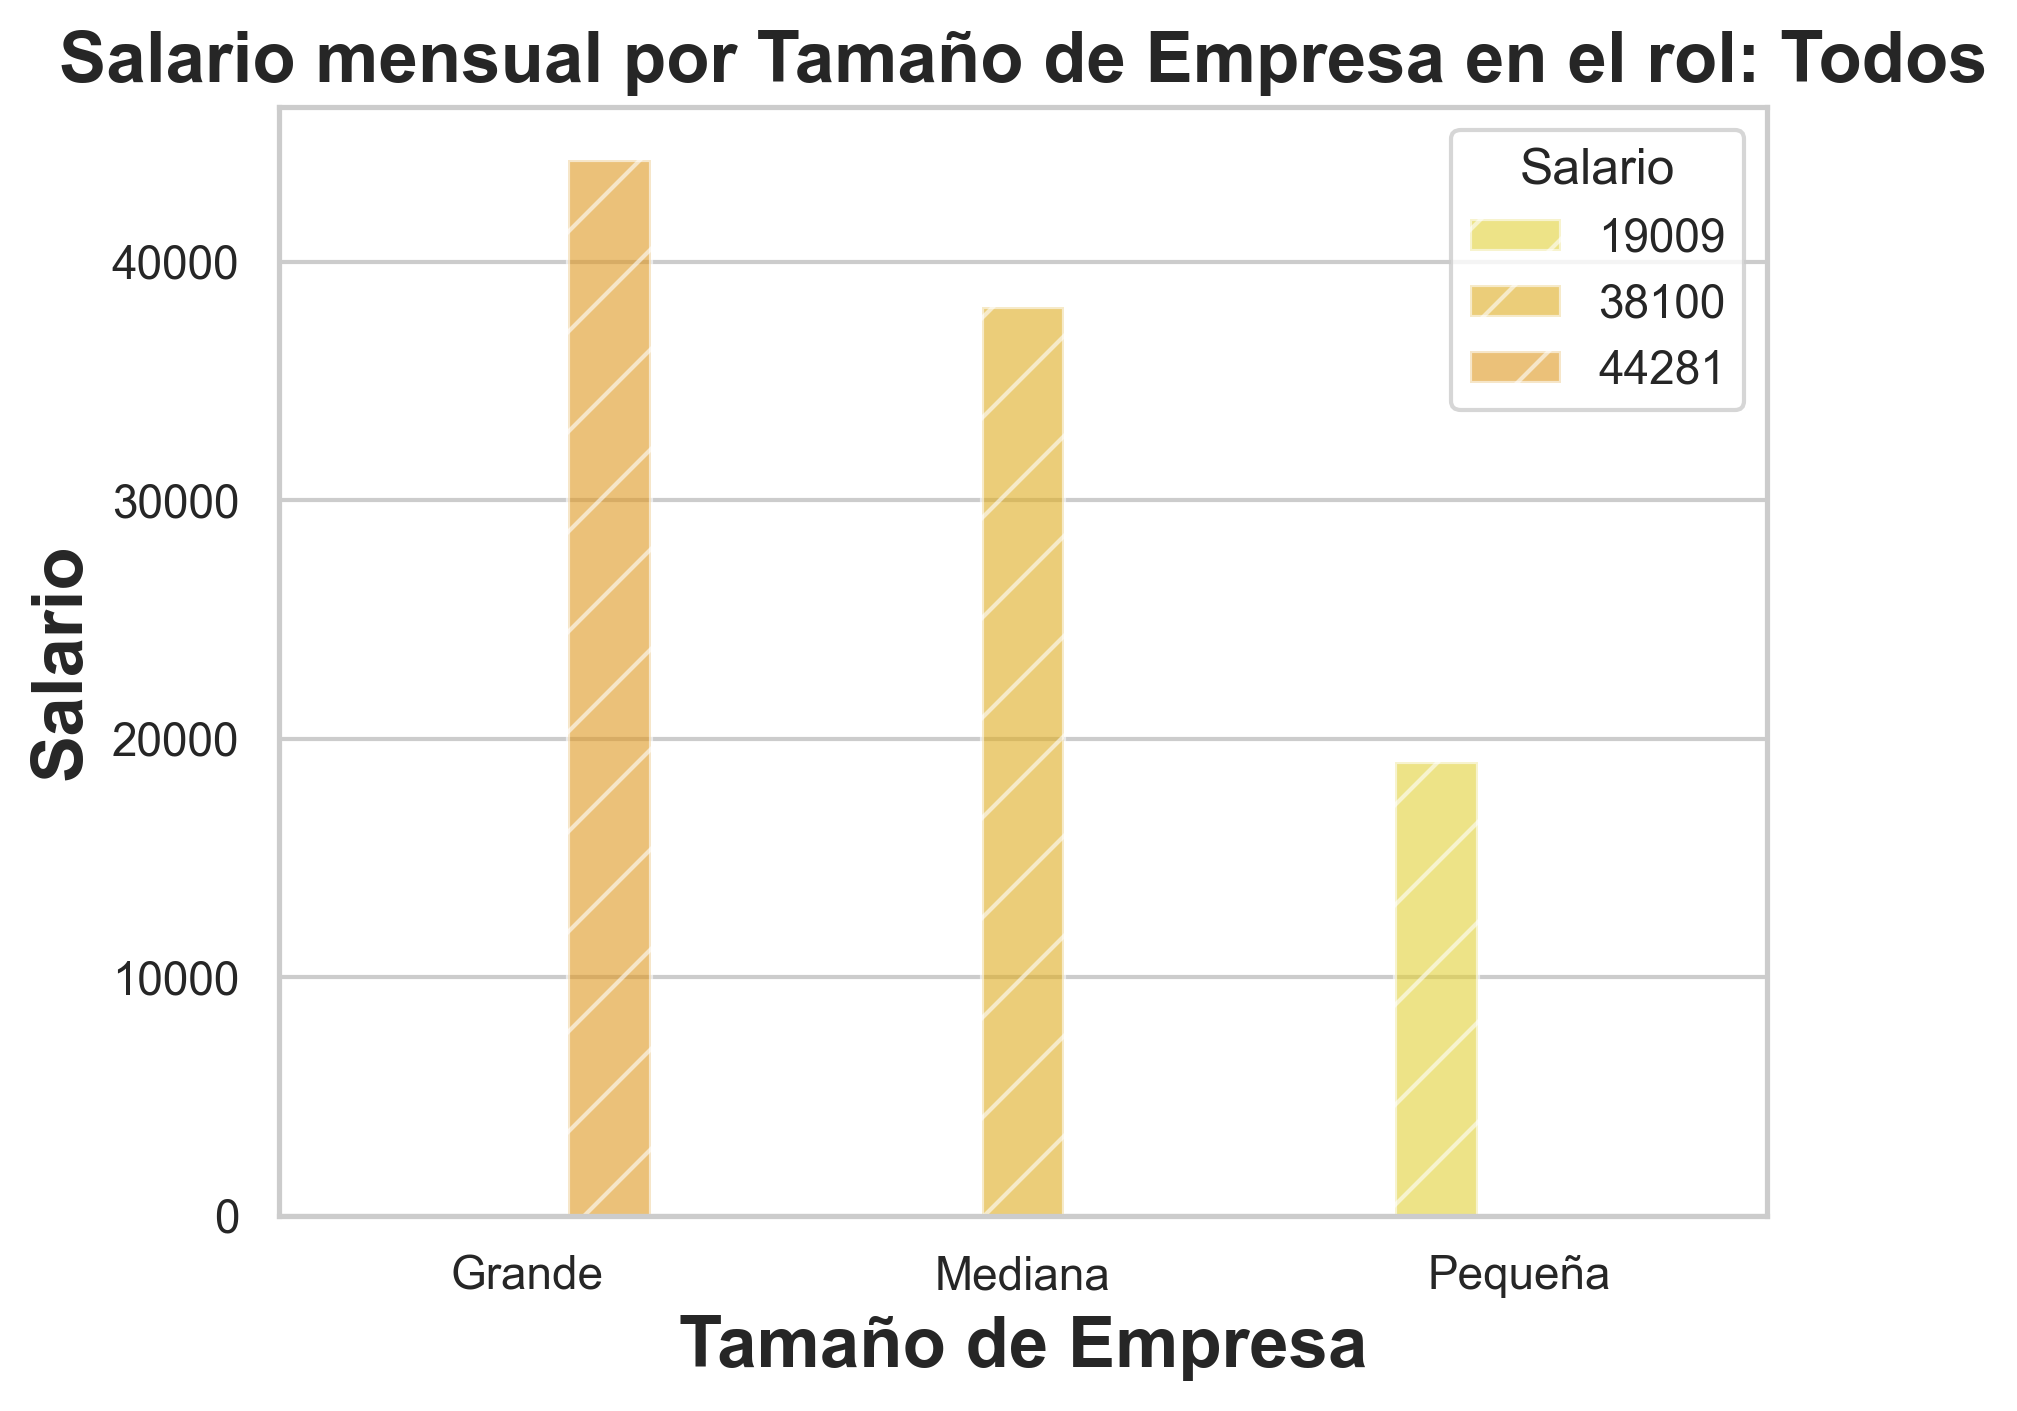 Salario mensual por Tamaño de Empresa en el rol: Todos
Salario
19009
38100
44281
40000
30000
20000
10000
0
Salario
Grande
Mediana
Pequeña
Tamaño de Empresa